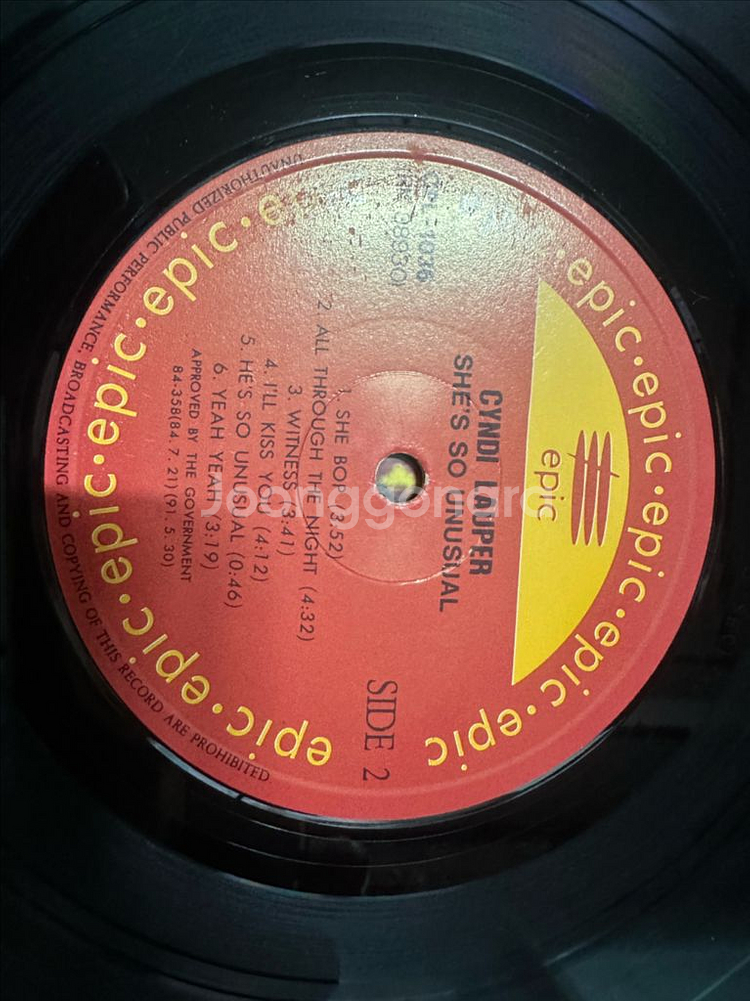 epic
CYNDI LAUPER
SHE'S SO UNUSUAL
1036
SIDE 2
1. SHE BOP (3:52)
2. ALL THROUGH THE NIGHT (4:32)
3. WITNESS (3:41)
4. I'LL KISS YOU (4:12)
5. HE'S SO UNUSUAL (0:46)
6. YEAH YEAH (3:19)
APPROVED BY THE GOVERNMENT
84-358(84. 7. 21)(91. 5. 30)
epic•epic•epic•epic•epic•epic•epic•epic•epic•epic•epic•epic•epic
UNAUTHORIZED PUBLIC PERFORMANCE, BROADCASTING AND COPYING OF THIS RECORD ARE PROHIBITED
Joonggonara